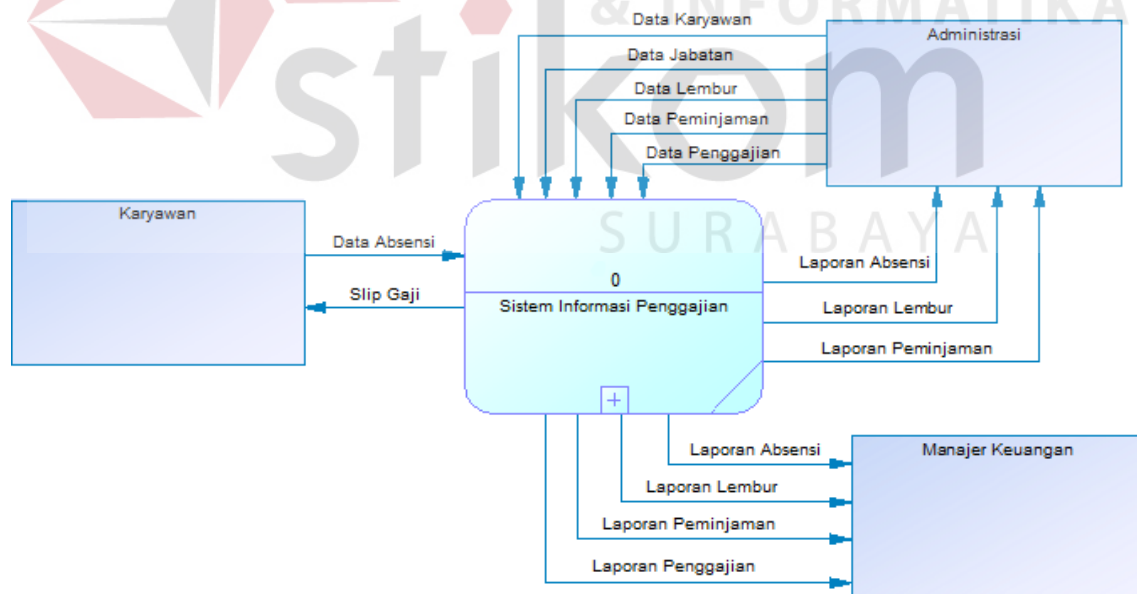 & INFORMATIKA
stikom
SURABAYA
Data Karyawan
Data Jabatan
Data Lembur
Data Peminjaman
Data Penggajian
Administrasi
Karyawan
Data Absensi
Slip Gaji
0
Sistem Informasi Penggajian
Laporan Absensi
Laporan Lembur
Laporan Peminjaman
Laporan Absensi
Laporan Lembur
Laporan Peminjaman
Laporan Penggajian
Manajer Keuangan